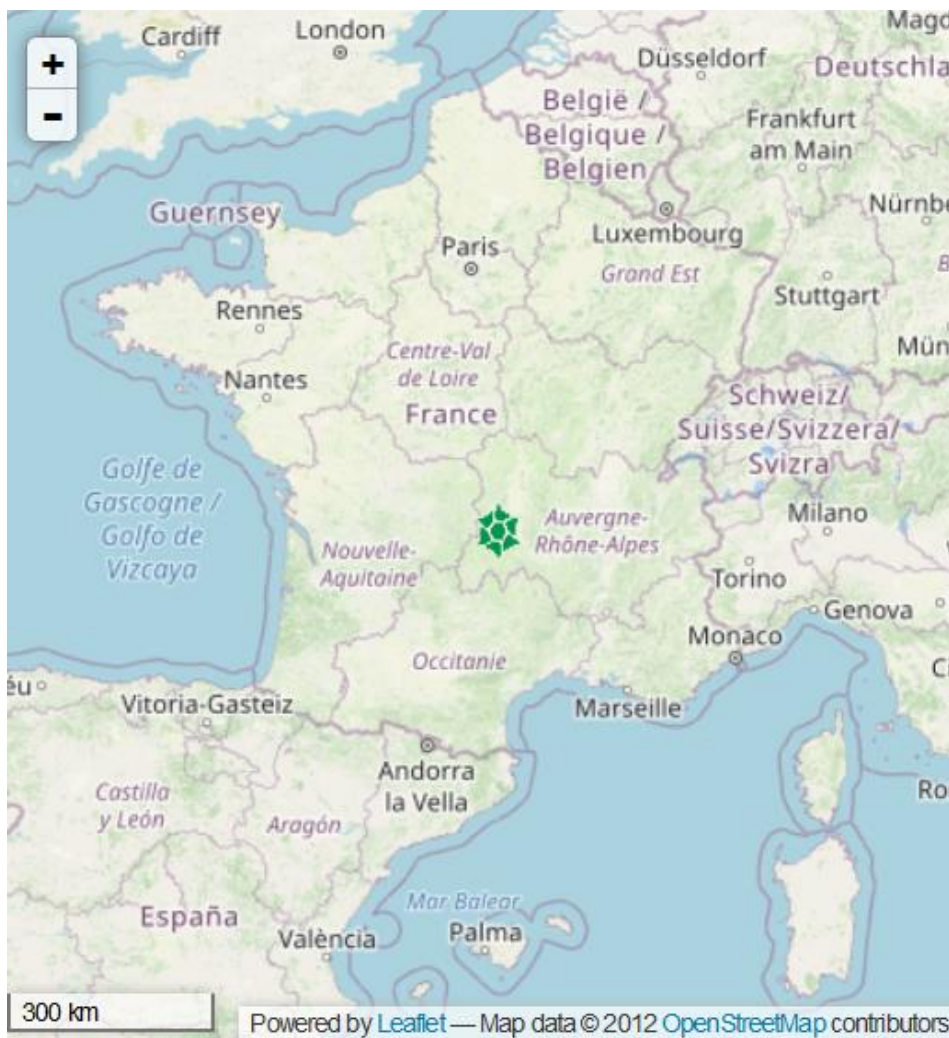 +
-
Cardiff
London
Magd
Düsseldorf
Deutschla
België /
Belgique /
Belgien
Frankfurt
am Main
Guernsey
Nürnbe
Luxembourg
Paris
Grand Est
Stuttgart
Rennes
Mün
Centre-Val
de Loire
Nantes
France
Schweiz/
Suisse/Svizzera/
Svizra
Golfe de
Gascogne /
Golfo de
Vizcaya
Milano
Auvergne-
Rhône-Alpes
Nouvelle-
Aquitaine
Torino
Genova
Monaco
Occitanie
éu
Vitoria-Gasteiz
Marseille
Andorra
la Vella
Castilla
y León
Aragón
Ro
España
Mar Balear
València
Palma
300 km
Powered by Leaflet — Map data © 2012 OpenStreetMap contributors